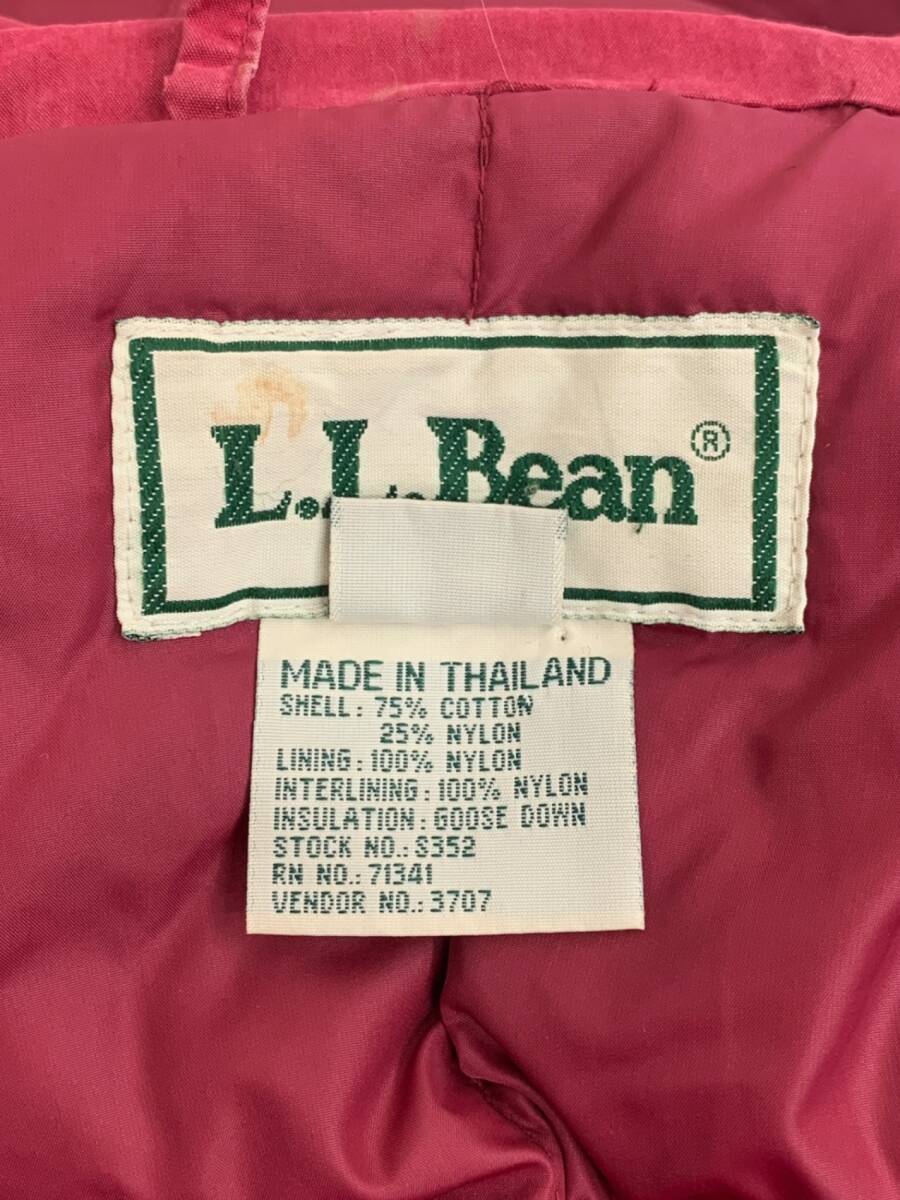 L.L.Bean®
MADE IN THAILAND
SHELL: 75% COTTON
25% NYLON
LINING: 100% NYLON
INTERLINING: 100% NYLON
INSULATION: GOOSE DOWN
STOCK NO.: S352
RN NO.: 71341
VENDOR NO.: 3707